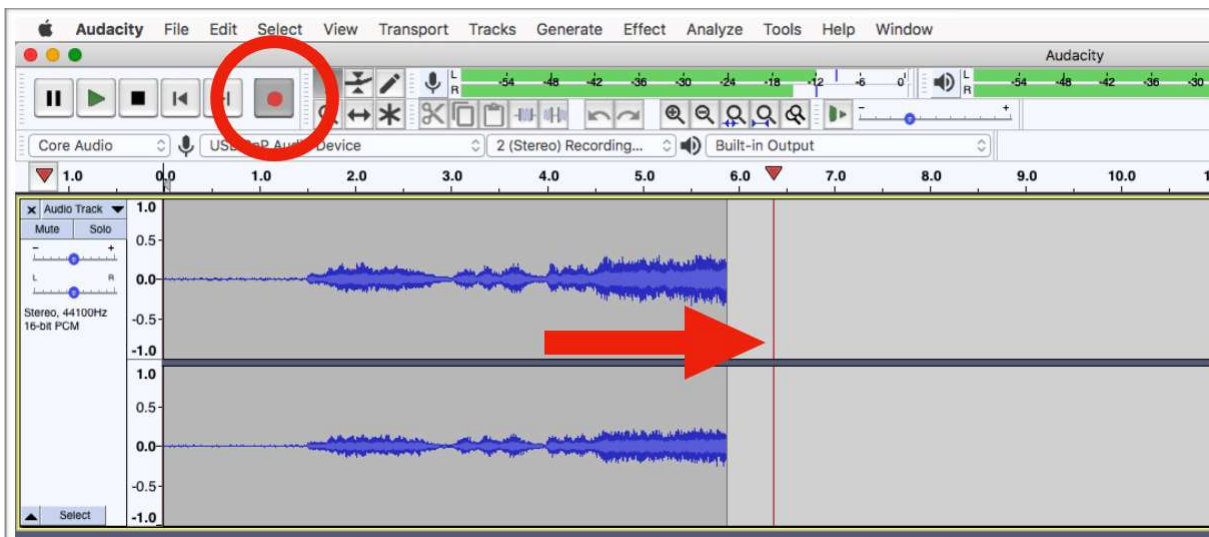 Audacity File Edit Select View Transport Tracks Generate Effect Analyze Tools Help Window
Audacity
L -54 -48 -42 -36 -30 -24 -18 -12 -6 0 L -54 -48 -42 -36 -30
R R
- +
Core Audio Device 2 (Stereo) Recording... Built-in Output
1.0 0.0 1.0 2.0 3.0 4.0 5.0 6.0 7.0 8.0 9.0 10.0 1
x Audio Track 1.0
Mute Solo
0.5
- +
L R 0.0
Stereo, 44100Hz -0.5
16-bit PCM
-1.0
1.0
0.5
0.0
-0.5
Select -1.0